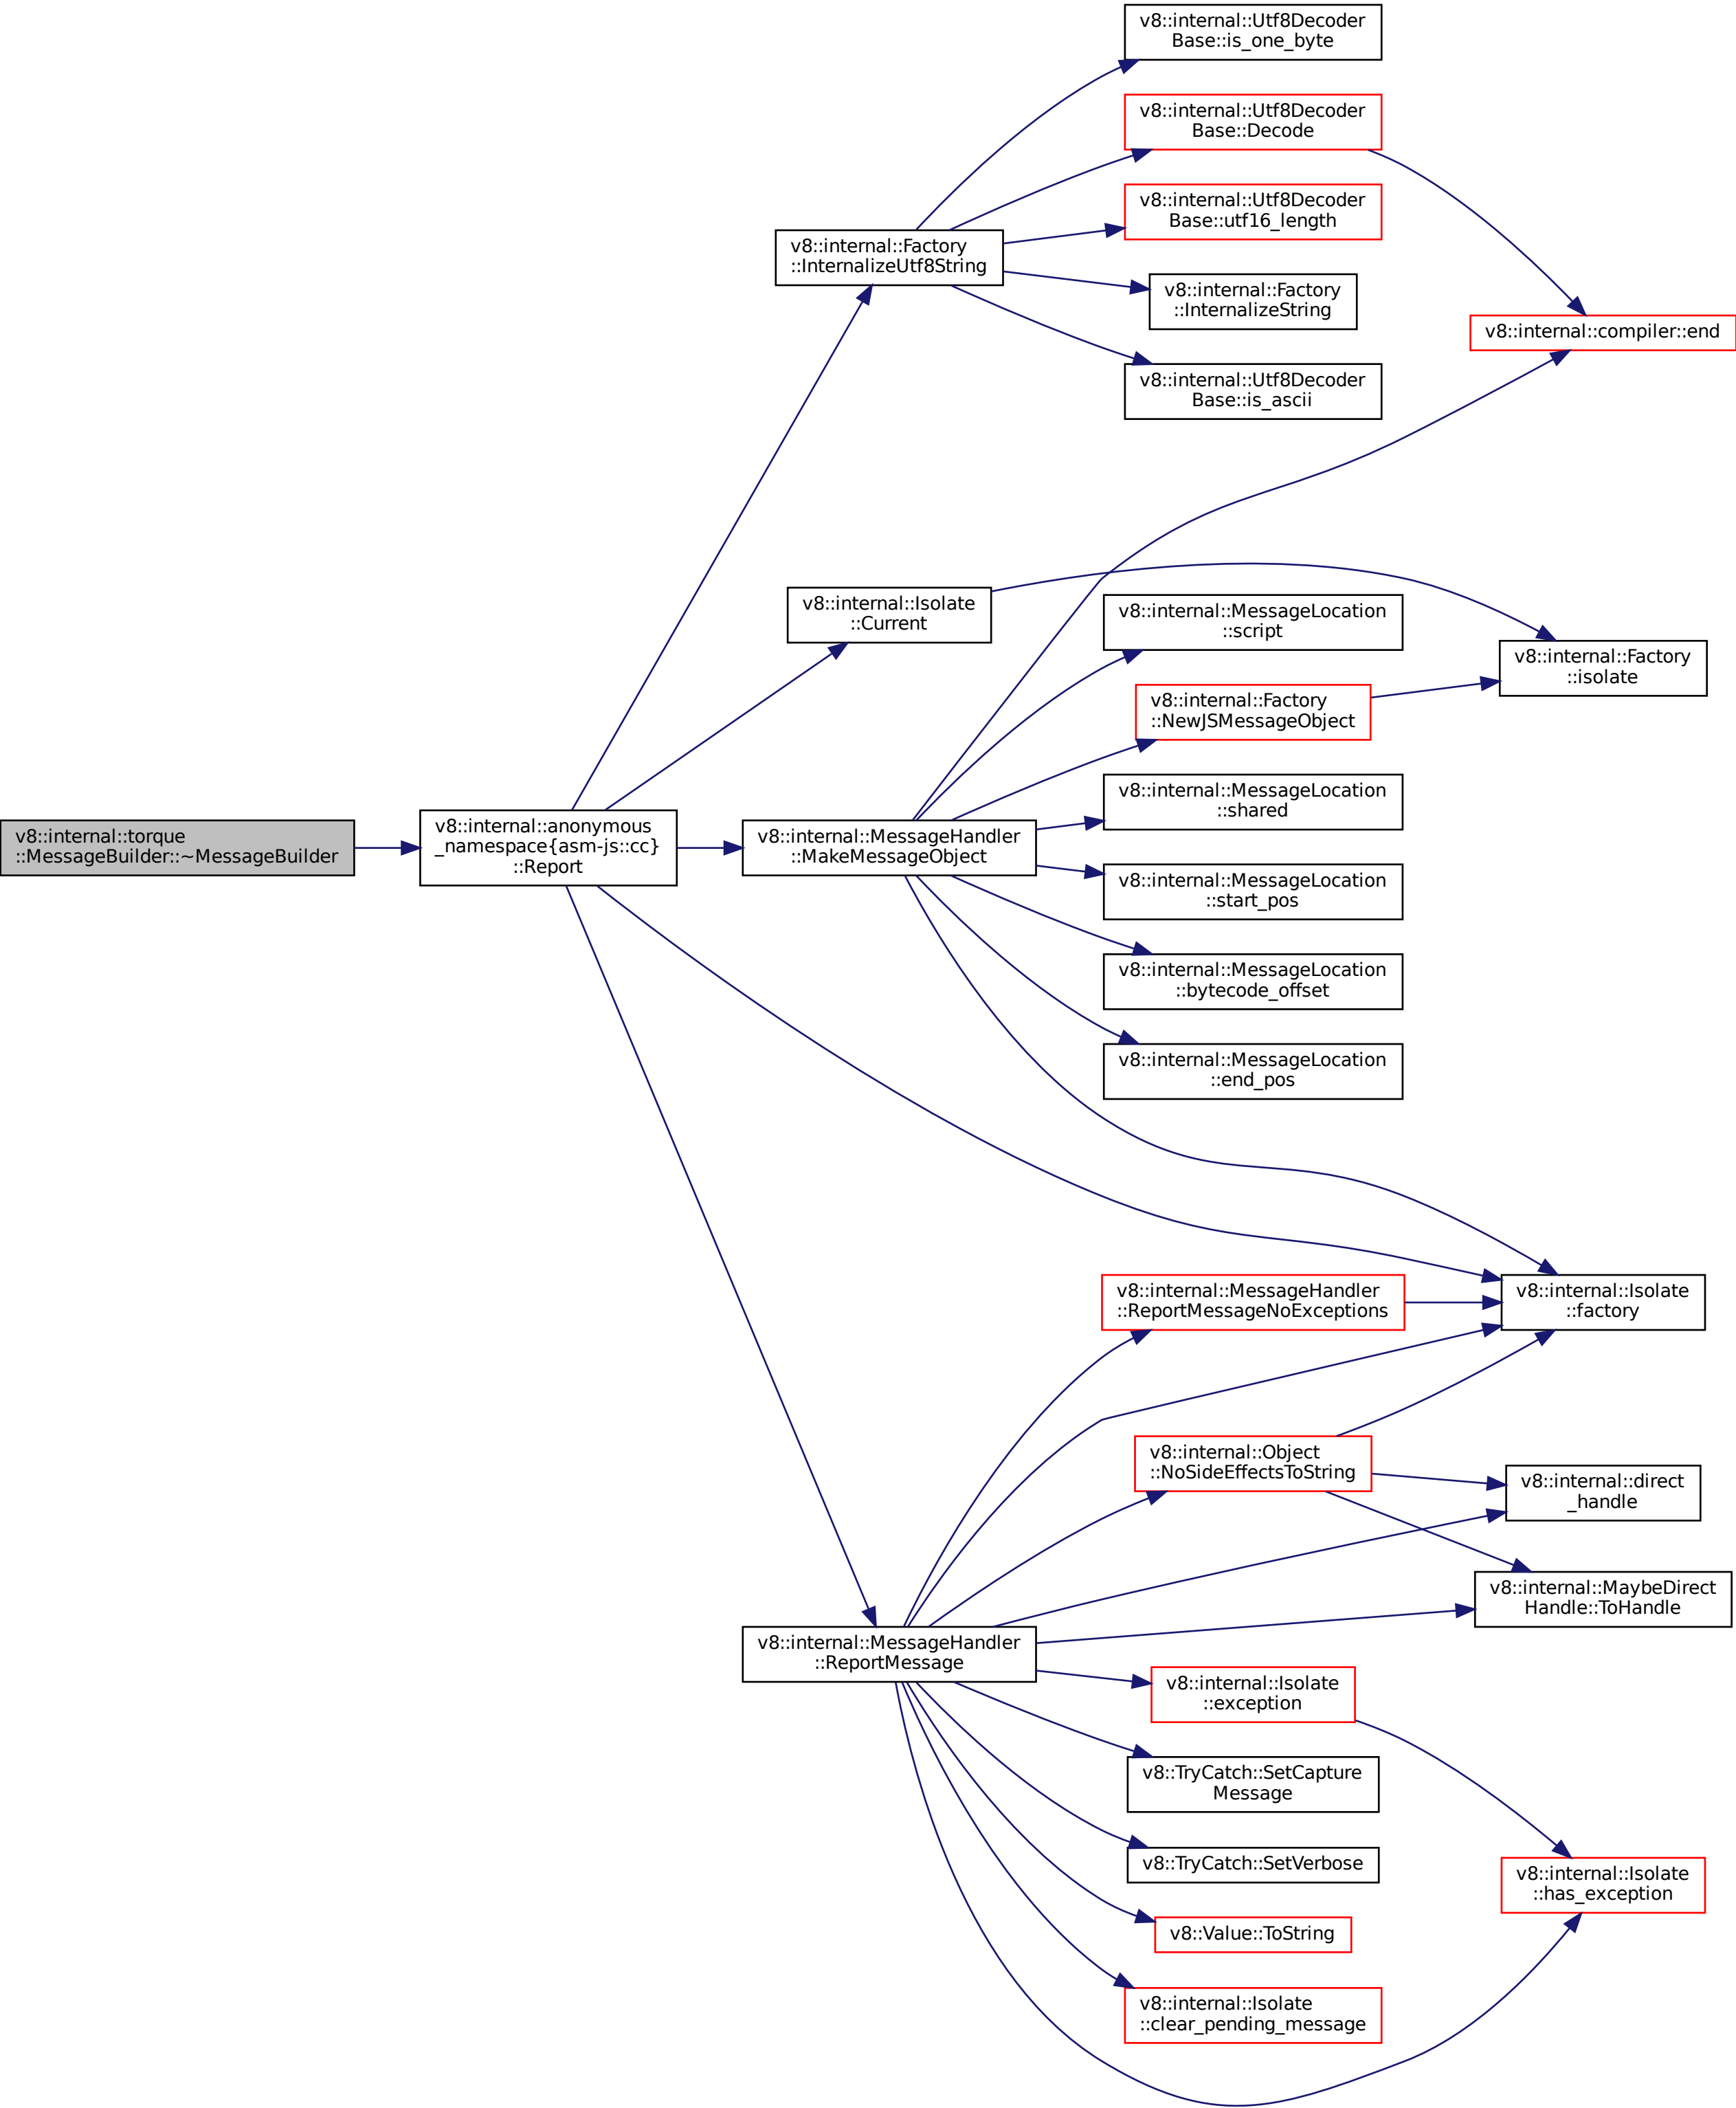 v8::internal::Utf8Decoder
Base::is_one_byte
v8::internal::Utf8Decoder
Base::Decode
v8::internal::Utf8Decoder
Base::utf16_length
v8::internal::Factory
::InternalizeUtf8String
v8::internal::Factory
::InternalizeString
v8::internal::compiler::end
v8::internal::Utf8Decoder
Base::is_ascii
v8::internal::Isolate
::Current
v8::internal::MessageLocation
::script
v8::internal::Factory
::isolate
v8::internal::Factory
::NewJSMessageObject
v8::internal::MessageLocation
::shared
v8::internal::torque
::MessageBuilder::~MessageBuilder
v8::internal::anonymous
_namespace{asm-js::cc}
::Report
v8::internal::MessageHandler
::MakeMessageObject
v8::internal::MessageLocation
::start_pos
v8::internal::MessageLocation
::bytecode_offset
v8::internal::MessageLocation
::end_pos
v8::internal::MessageHandler
::ReportMessageNoExceptions
v8::internal::Isolate
::factory
v8::internal::Object
::NoSideEffectsToString
v8::internal::direct
_handle
v8::internal::MaybeDirect
Handle::ToHandle
v8::internal::MessageHandler
::ReportMessage
v8::internal::Isolate
::exception
v8::TryCatch::SetCapture
Message
v8::TryCatch::SetVerbose
v8::internal::Isolate
::has_exception
v8::Value::ToString
v8::internal::Isolate
::clear_pending_message